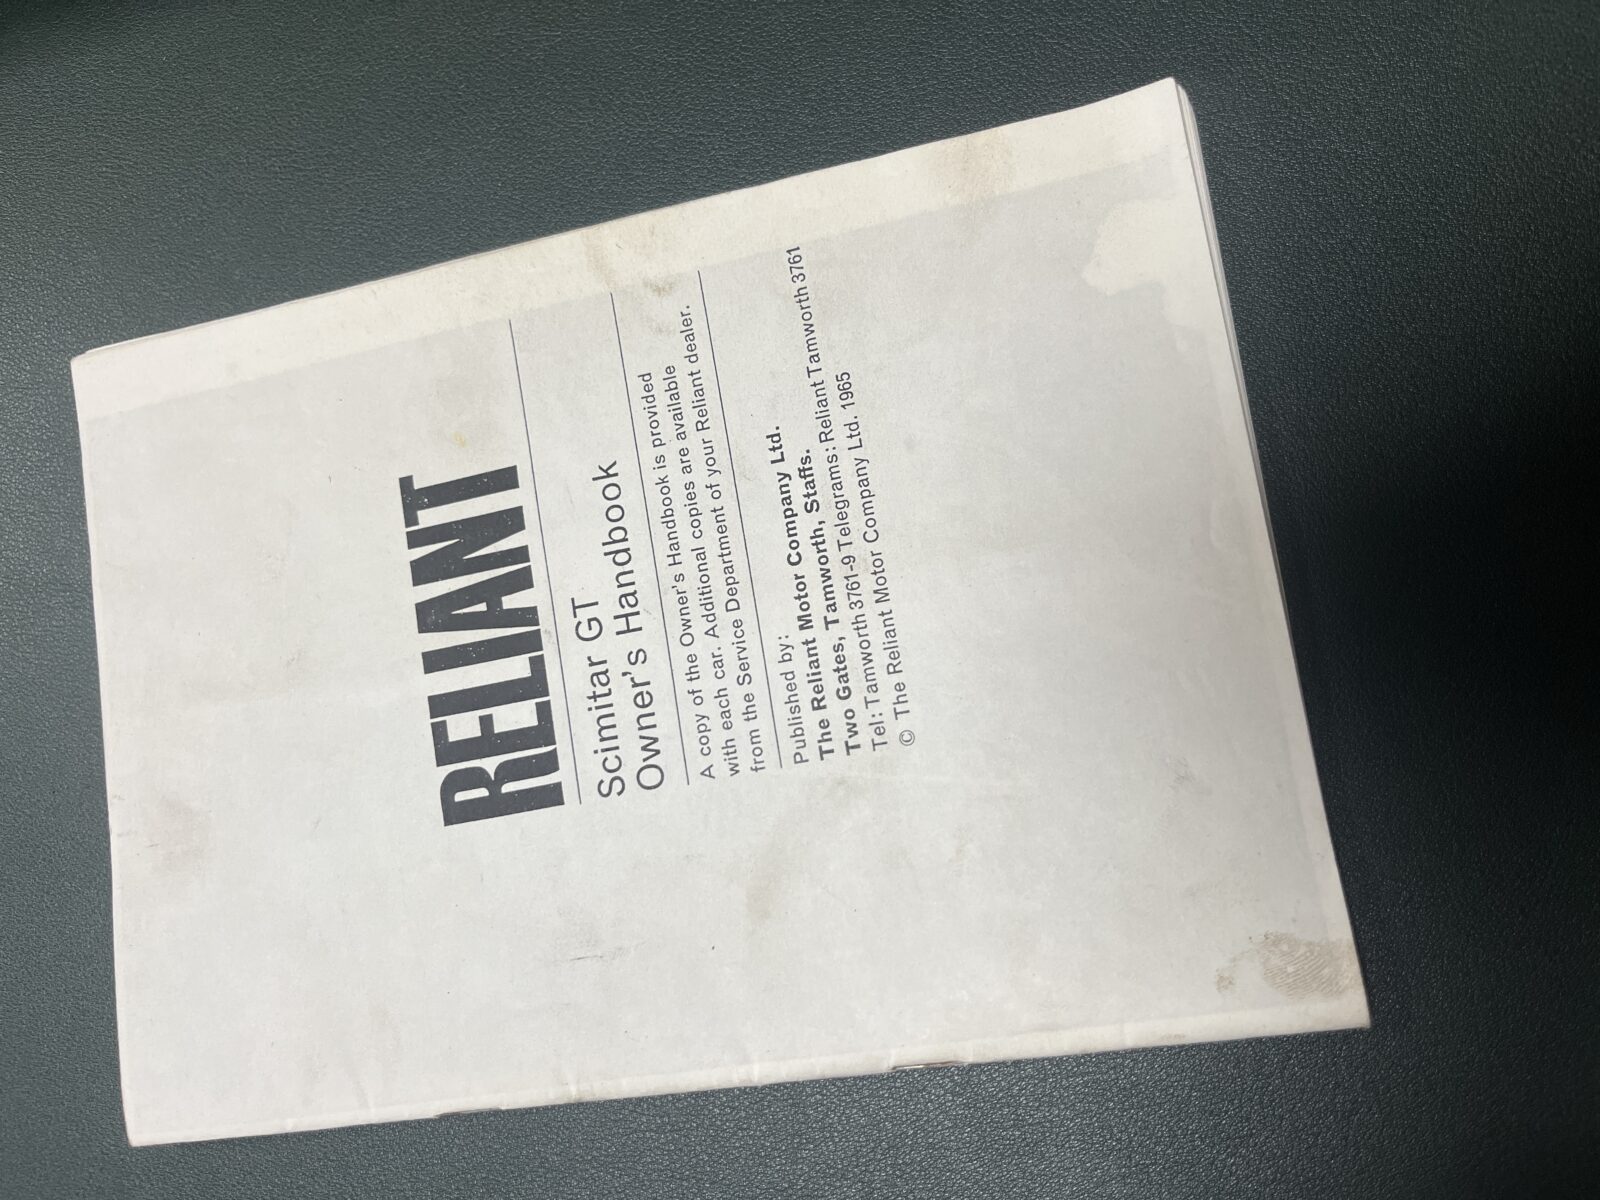 RELIANT
Scimitar GT
Owner's Handbook
A copy of the Owner's Handbook is provided
with each car. Additional copies are available
from the Service Department of your Reliant dealer.
Published by:
The Reliant Motor Company Ltd.
Two Gates, Tamworth, Staffs.
Tel: Tamworth 3761-9 Telegrams: Reliant Tamworth 3761
© The Reliant Motor Company Ltd. 1965